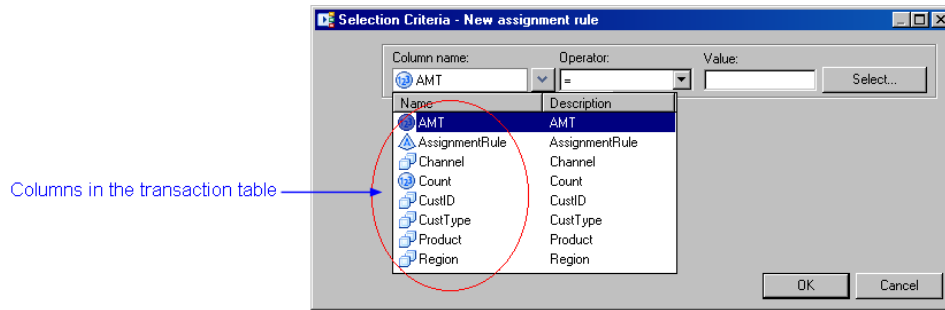 Selection Criteria - New assignment rule
Column name: Operator: Value:
AMT = Select...
Name Description
AMT AMT
AssignmentRule AssignmentRule
Channel Channel
Count Count
CustID CustID
CustType CustType
Product Product
Region Region
Columns in the transaction table
OK Cancel